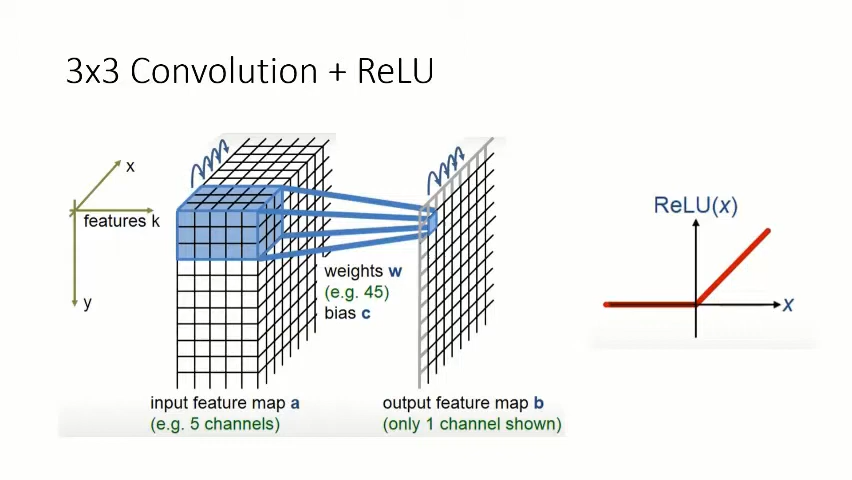 3x3 Convolution + ReLU
x
features k
y
weights w
(e.g. 45)
bias c
input feature map a
(e.g. 5 channels)
output feature map b
(only 1 channel shown)
ReLU(x)
x